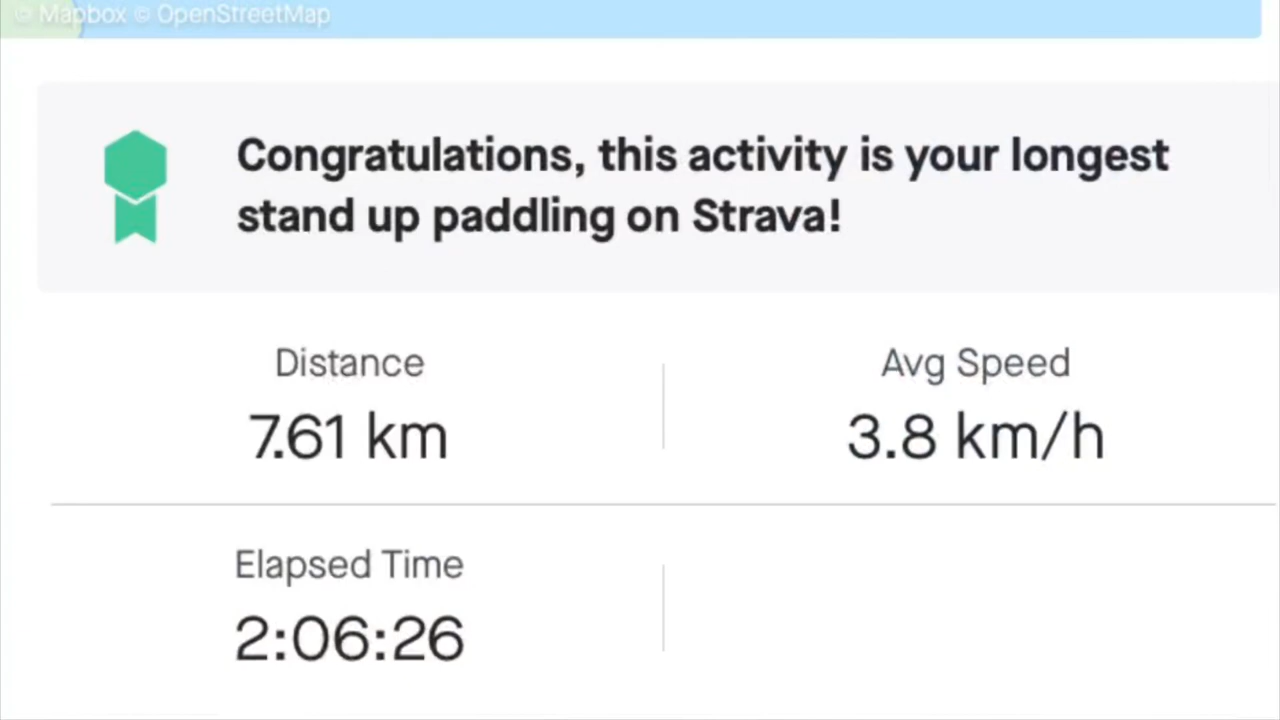 © Mapbox © OpenStreetMap
Congratulations, this activity is your longest
stand up paddling on Strava!
Distance
7.61 km
Avg Speed
3.8 km/h
Elapsed Time
2:06:26